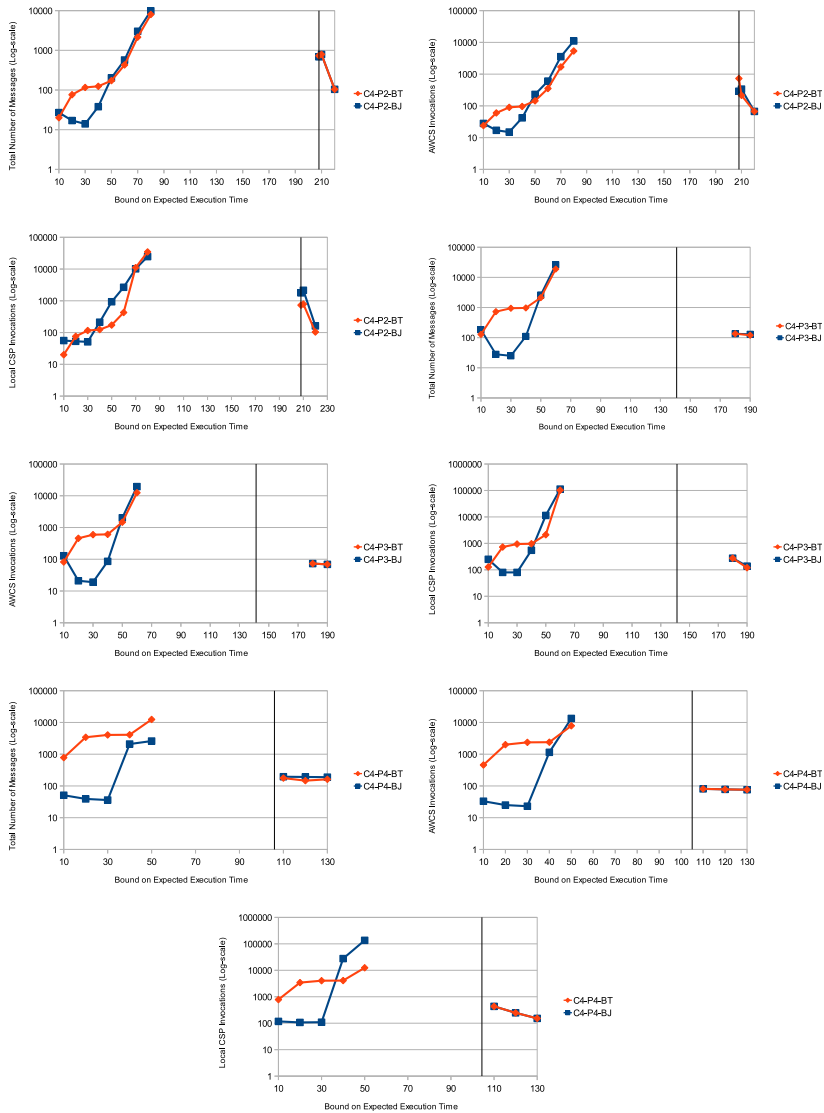 Total Number of Messages (Log-scale)
10000
1000
100
10
1
10 30 50 70 90 110 130 150 170 190 210
Bound on Expected Execution Time
C4-P2-BT
C4-P2-BJ
AWCS Invocations (Log-scale)
100000
10000
1000
100
10
1
10 30 50 70 90 110 130 150 170 190 210
Bound on Expected Execution Time
C4-P2-BT
C4-P2-BJ
Local CSP Invocations (Log-scale)
100000
10000
1000
100
10
1
10 30 50 70 90 110 130 150 170 190 210 230
Bound on Expected Execution Time
C4-P2-BT
C4-P2-BJ
Total Number of Messages (Log-scale)
100000
10000
1000
100
10
1
10 30 50 70 90 110 130 150 170 190
Bound on Expected Execution Time
C4-P3-BT
C4-P3-BJ
AWCS Invocations (Log-scale)
100000
10000
1000
100
10
1
10 30 50 70 90 110 130 150 170 190
Bound on Expected Execution Time
C4-P3-BT
C4-P3-BJ
Local CSP Invocations (Log-scale)
1000000
100000
10000
1000
100
10
1
10 30 50 70 90 110 130 150 170 190
Bound on Expected Execution Time
C4-P3-BT
C4-P3-BJ
Total Number of Messages (Log-scale)
100000
10000
1000
100
10
1
10 30 50 70 90 110 130
Bound on Expected Execution Time
C4-P4-BT
C4-P4-BJ
AWCS Invocations (Log-scale)
100000
10000
1000
100
10
1
10 20 30 40 50 60 70 80 90 100 110 120 130
Bound on Expected Execution Time
C4-P4-BT
C4-P4-BJ
Local CSP Invocations (Log-scale)
1000000
100000
10000
1000
100
10
1
10 30 50 70 90 110 130
Bound on Expected Execution Time
C4-P4-BT
C4-P4-BJ